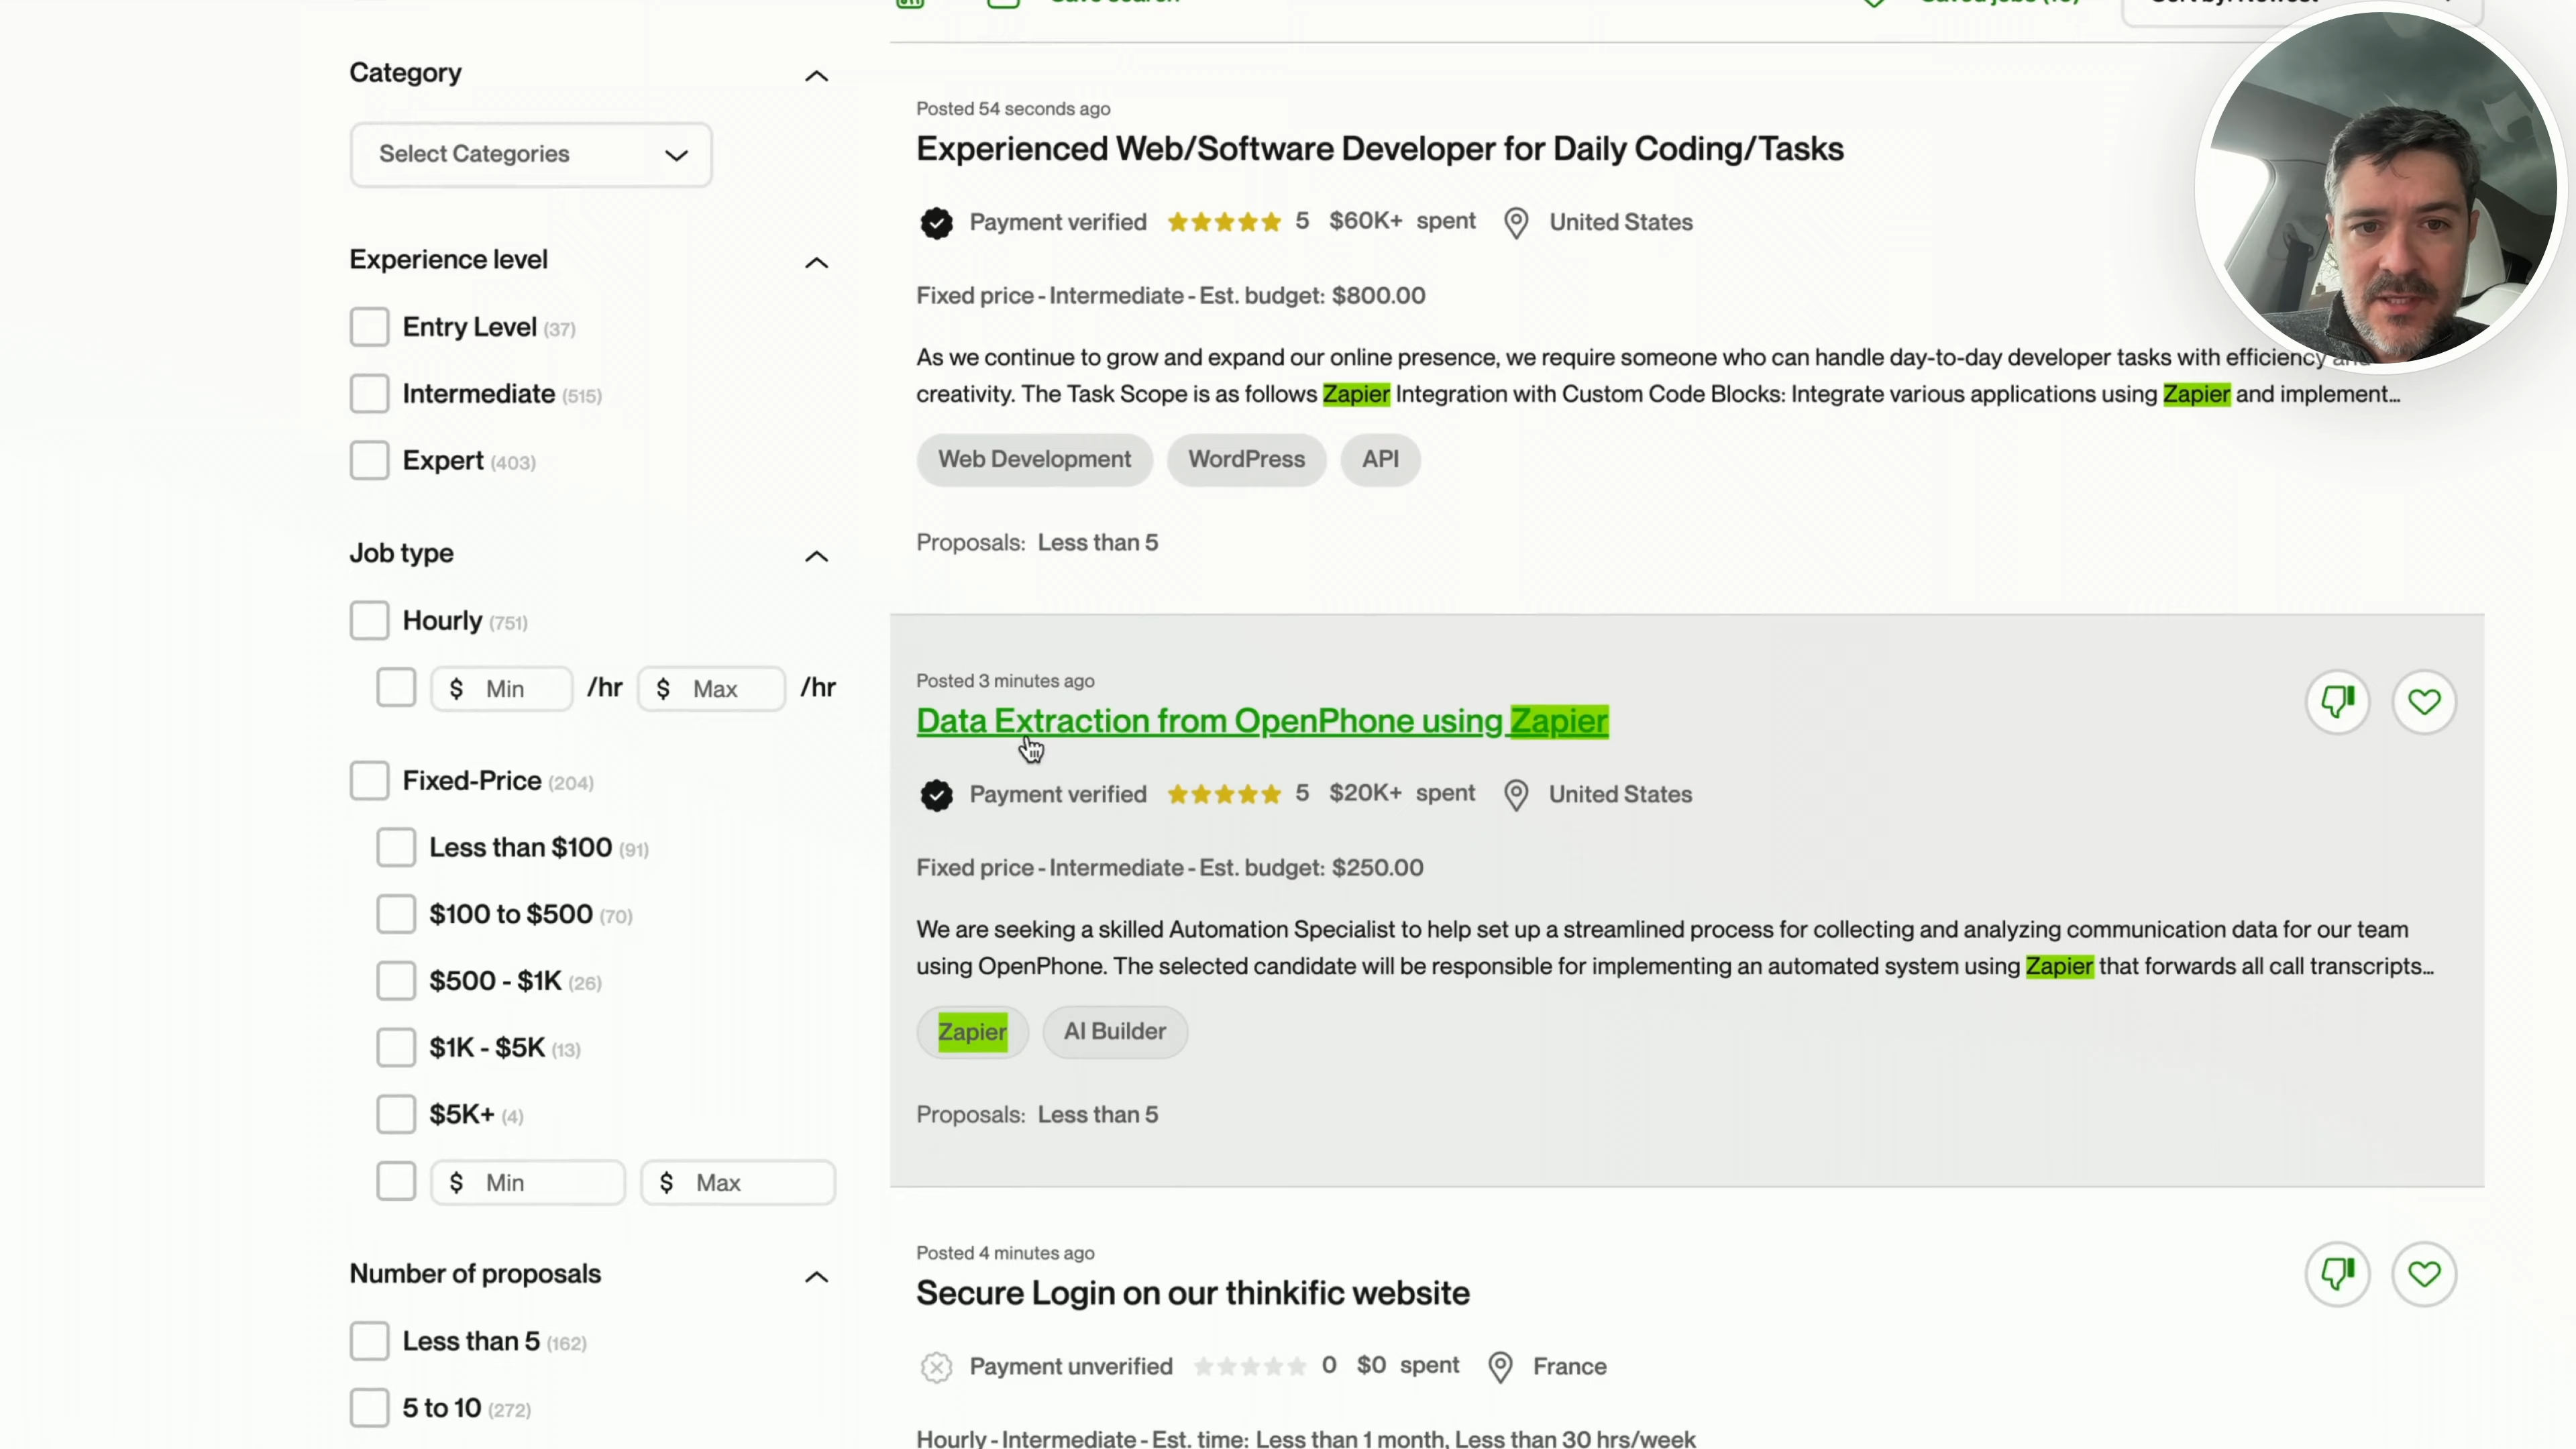 Category
Select Categories
Experience level
Entry Level (37)
Intermediate (515)
Expert (403)
Job type
Hourly (751)
$ Min /hr $ Max /hr
Fixed-Price (204)
Less than $100 (91)
$100 to $500 (70)
$500 - $1K (26)
$1K - $5K (13)
$5K+ (4)
$ Min $ Max
Number of proposals
Less than 5 (162)
5 to 10 (272)
Posted 54 seconds ago
Experienced Web/Software Developer for Daily Coding/Tasks
Payment verified 5 $60K+ spent United States
Fixed price - Intermediate - Est. budget: $800.00
As we continue to grow and expand our online presence, we require someone who can handle day-to-day developer tasks with efficiency and
creativity. The Task Scope is as follows Zapier Integration with Custom Code Blocks: Integrate various applications using Zapier and implement...
Web Development WordPress API
Proposals: Less than 5
Posted 3 minutes ago
Data Extraction from OpenPhone using Zapier
Payment verified 5 $20K+ spent United States
Fixed price - Intermediate - Est. budget: $250.00
We are seeking a skilled Automation Specialist to help set up a streamlined process for collecting and analyzing communication data for our team
using OpenPhone. The selected candidate will be responsible for implementing an automated system using Zapier that forwards all call transcripts...
Zapier AI Builder
Proposals: Less than 5
Posted 4 minutes ago
Secure Login on our thinkific website
Payment unverified 0 $0 spent France
Hourly - Intermediate - Est. time: Less than 1 month, Less than 30 hrs/week